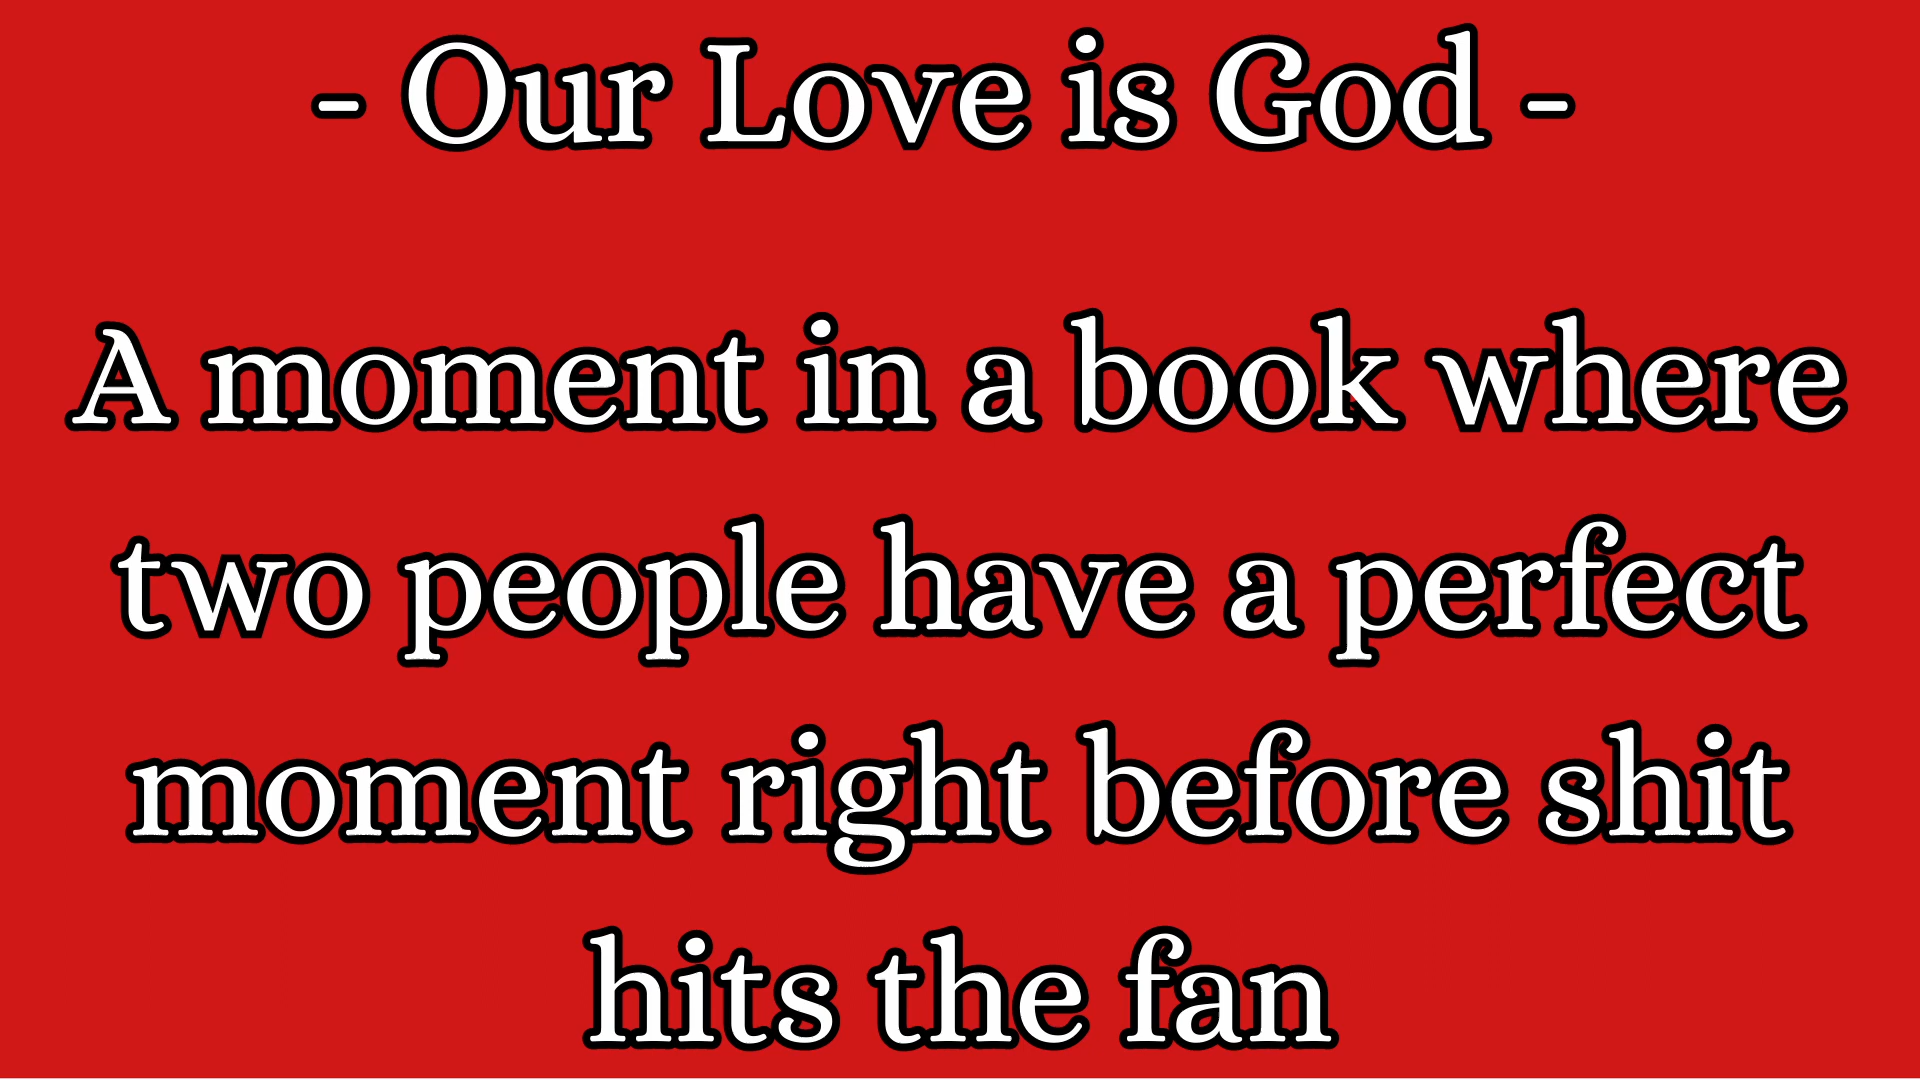 - Our Love is God -
A moment in a book where
two people have a perfect
moment right before shit
hits the fan